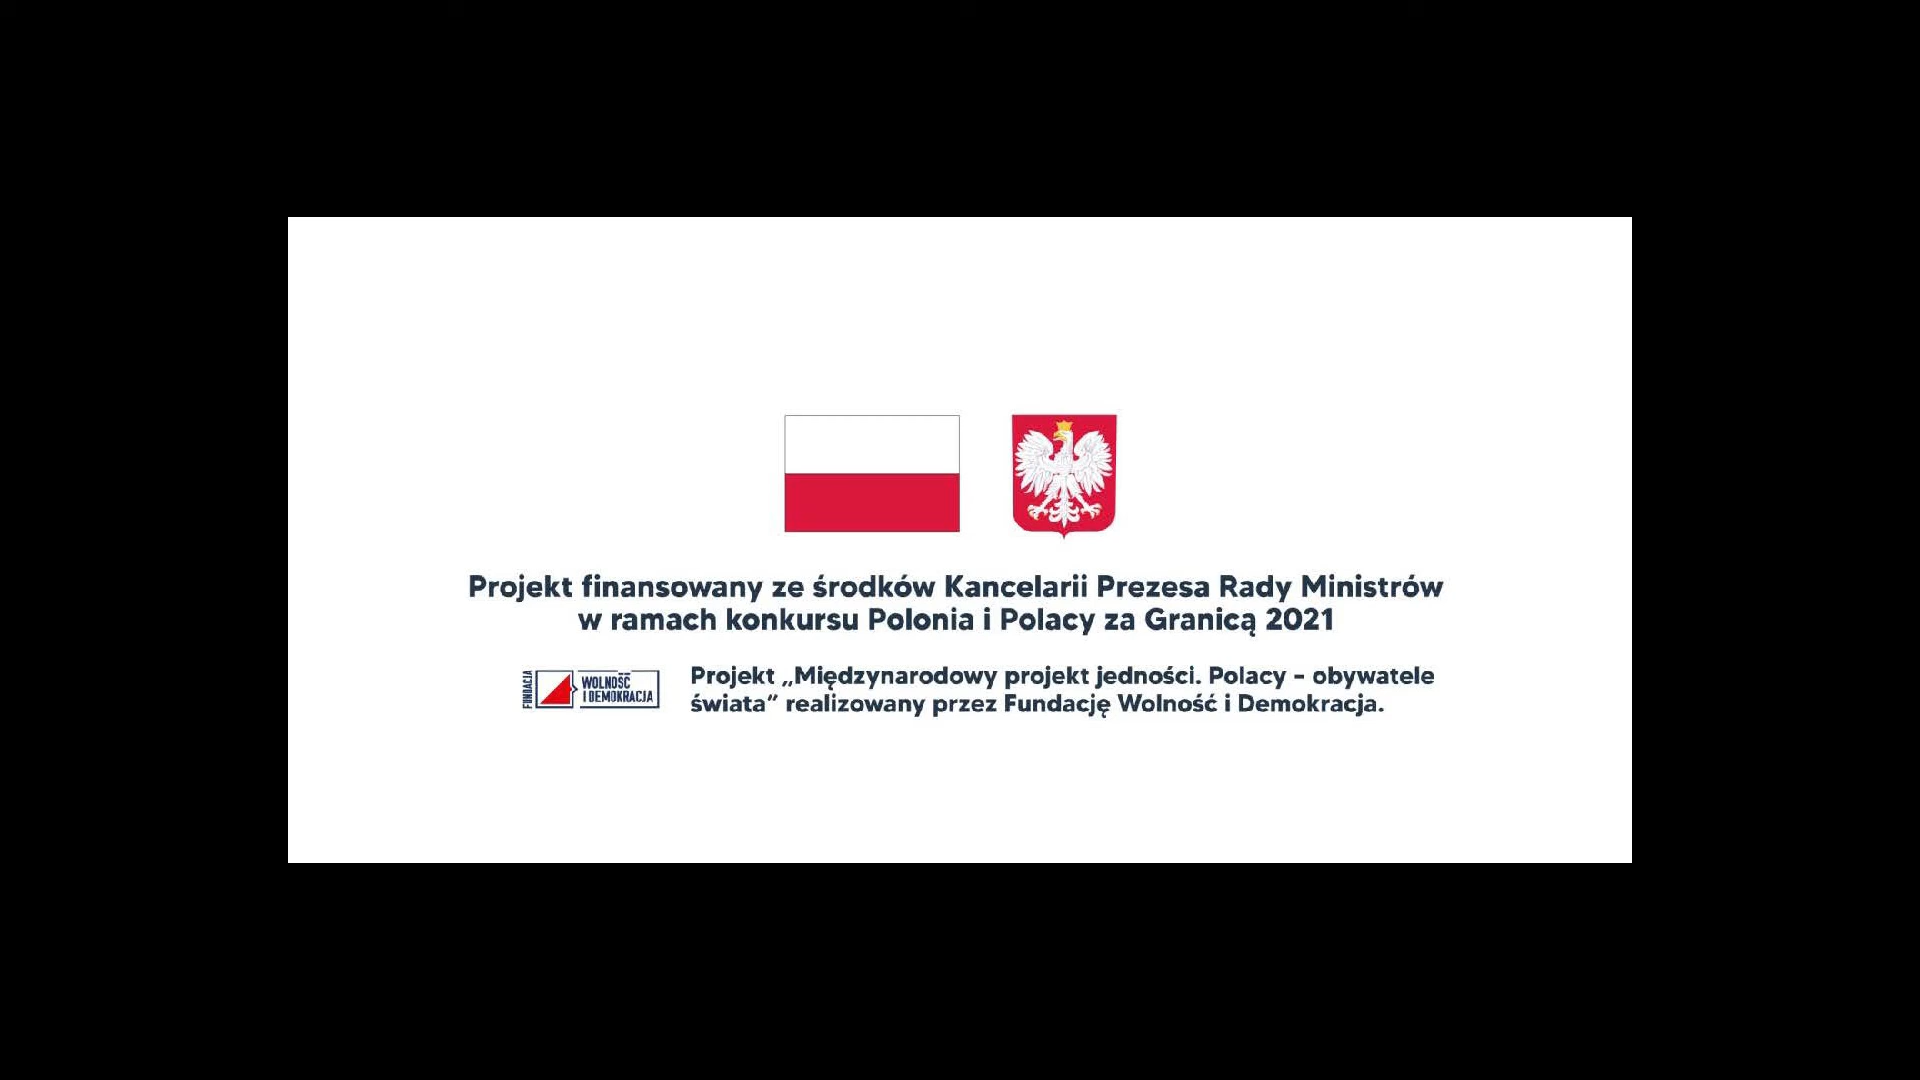 Projekt finansowany ze środków Kancelarii Prezesa Rady Ministrów
w ramach konkursu Polonia i Polacy za Granicą 2021
FUNDACJA
WOLNOŚĆ
I DEMOKRACJA
Projekt „Międzynarodowy projekt jedności. Polacy – obywatele
świata” realizowany przez Fundację Wolność i Demokracja.